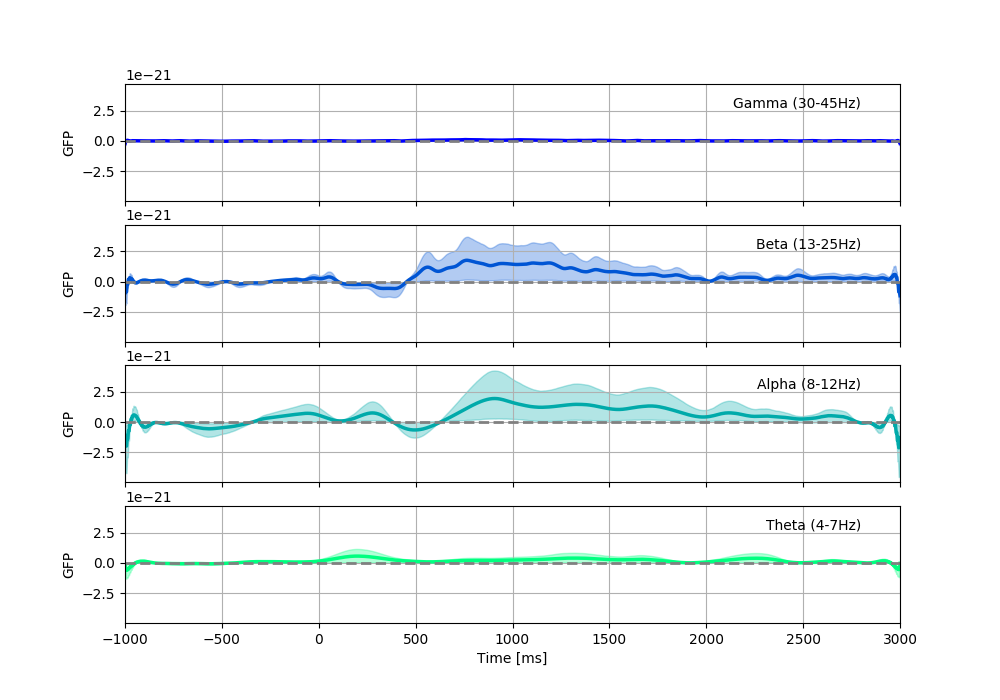 1e−21
Gamma (30-45Hz)
2.5
0.0
−2.5
GFP
1e−21
Beta (13-25Hz)
2.5
0.0
−2.5
GFP
1e−21
Alpha (8-12Hz)
2.5
0.0
−2.5
GFP
1e−21
Theta (4-7Hz)
2.5
0.0
−2.5
GFP
−1000 −500 0 500 1000 1500 2000 2500 3000
Time [ms]